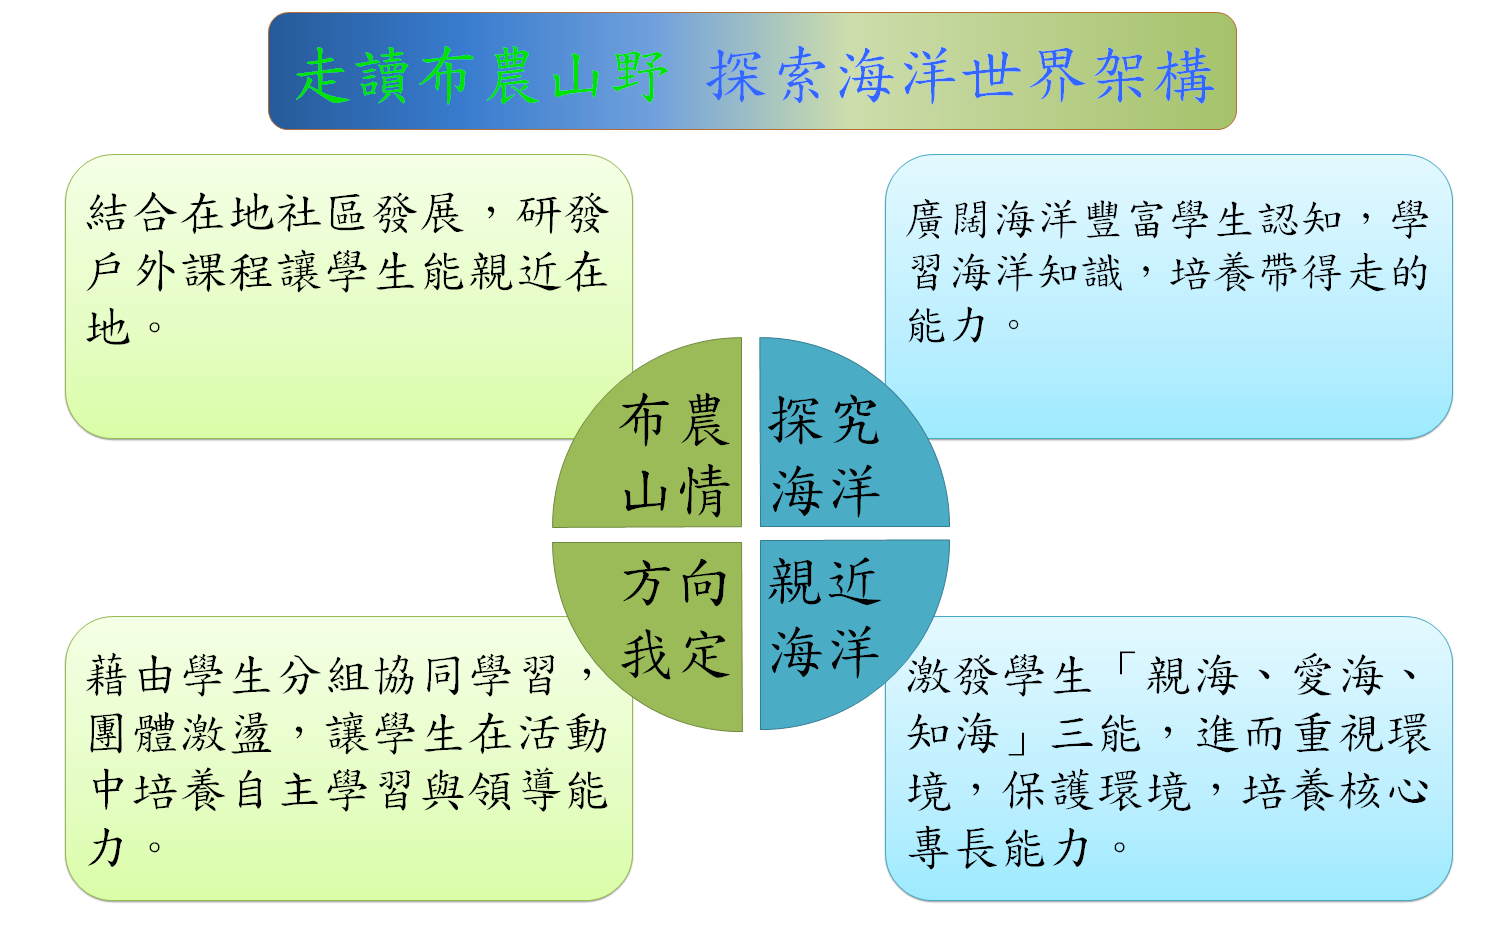 走讀布農山野 探索海洋世界架構
結合在地社區發展，研發
戶外課程讓學生能親近在
地。
廣闊海洋豐富學生認知，學
習海洋知識，培養帶得走的
能力。
布農
山情
探究
海洋
方向
我定
親近
海洋
藉由學生分組協同學習，
團體激盪，讓學生在活動
中培養自主學習與領導能
力。
激發學生「親海、愛海、
知海」三能，進而重視環
境，保護環境，培養核心
專長能力。